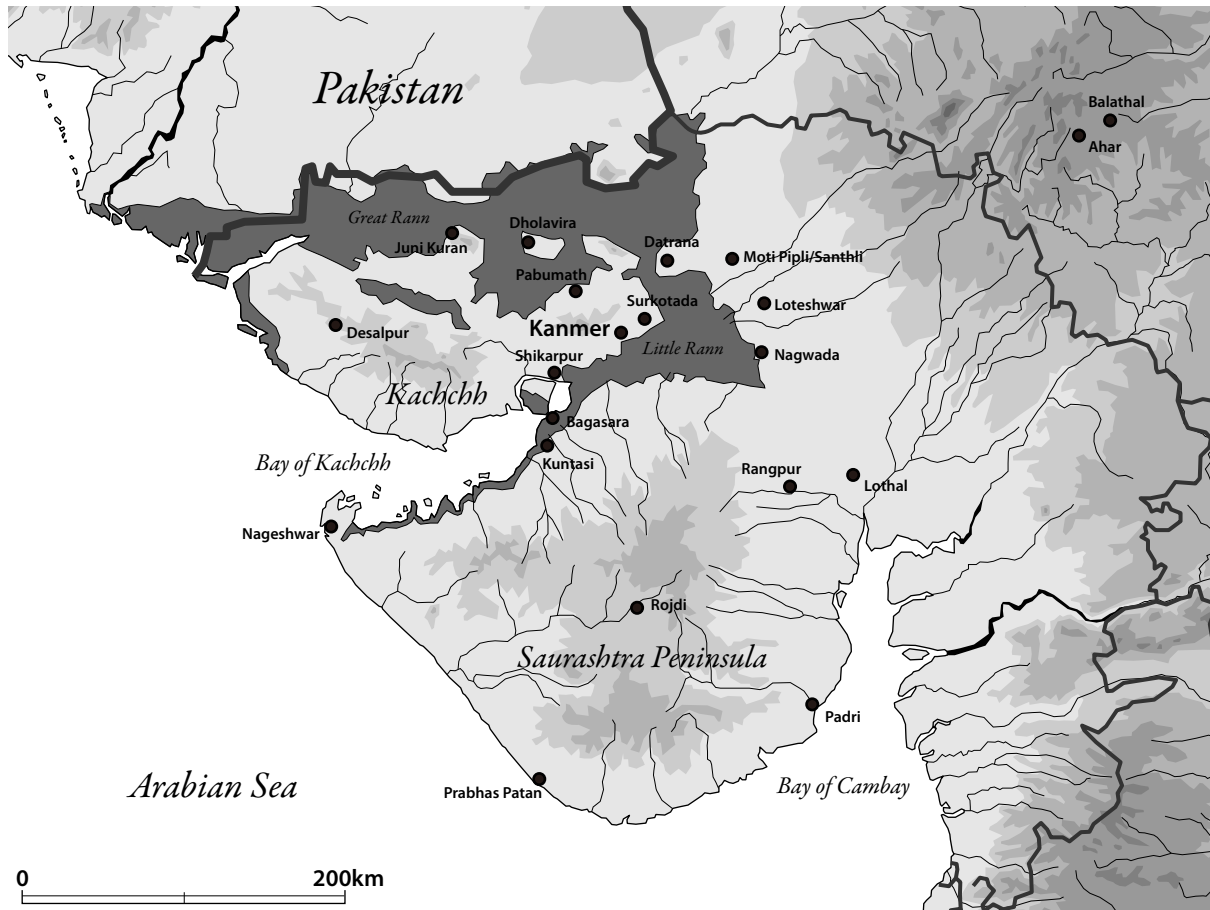 Pakistan
Balathal
Ahar
Great Rann
Dholavira
Juni Kuran
Datrana
Moti Pipli/Santhli
Pabumath
Surkotada
Loteshwar
Kanmer
Desalpur
Little Rann
Nagwada
Shikarpur
Kachchh
Bagasara
Bay of Kachchh
Kuntasi
Rangpur
Lothal
Nageshwar
Rojdi
Saurashtra Peninsula
Padri
Arabian Sea
Bay of Cambay
Prabhas Patan
0 200km